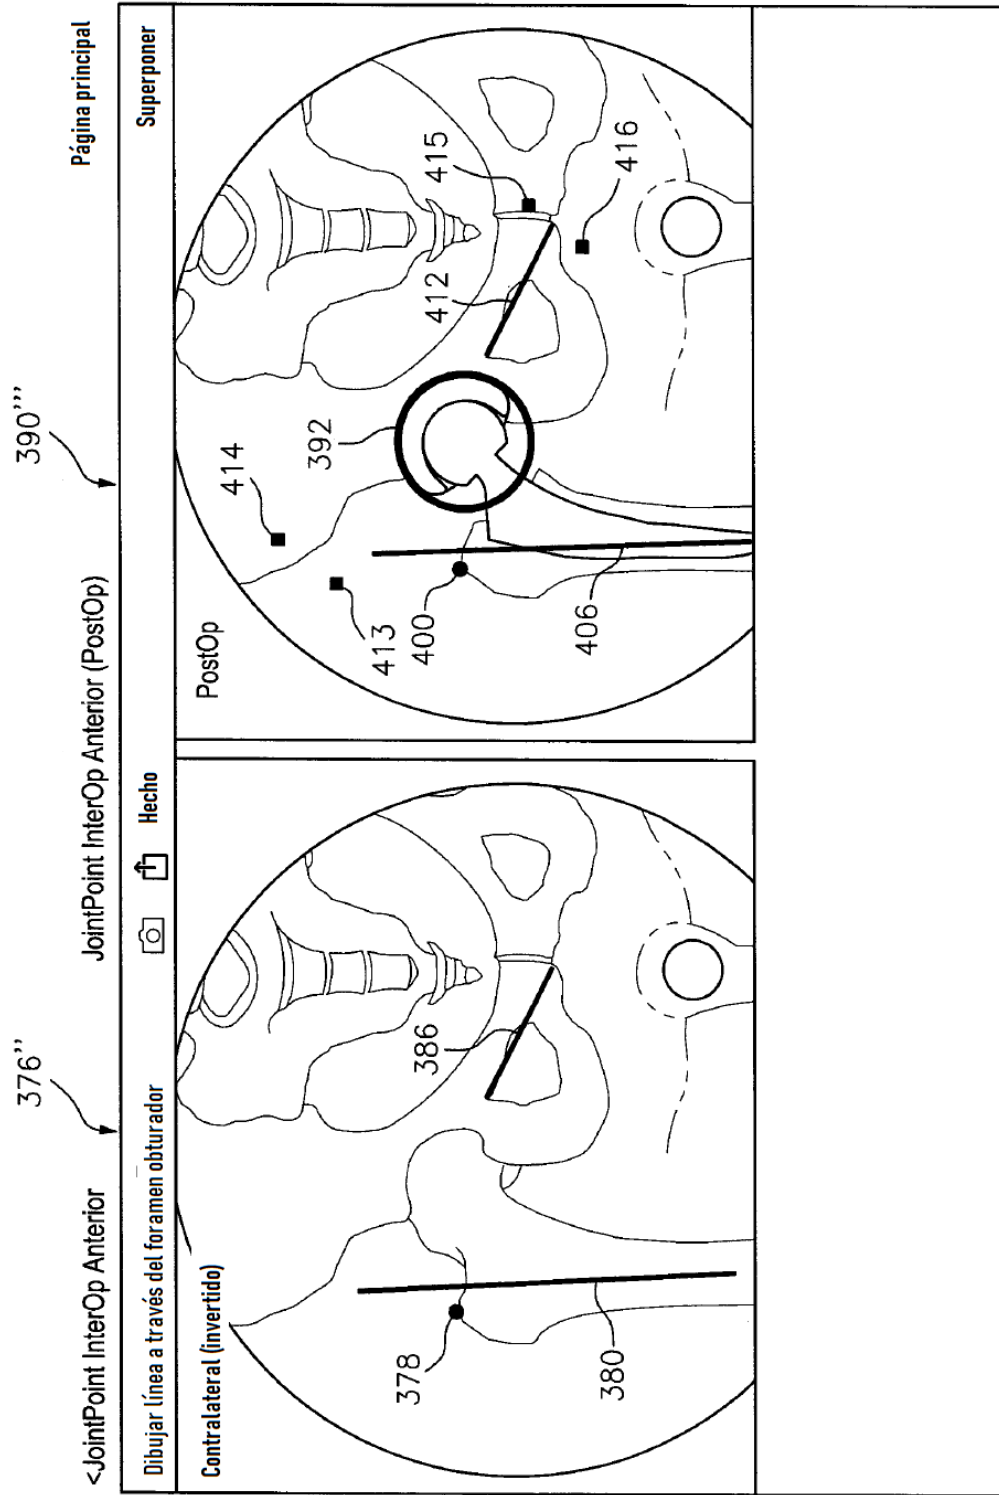 376’’
390’’’
<JointPoint InterOp Anterior
JointPoint InterOp Anterior (PostOp)
Página principal
Dibujar línea a través del foramen obturador
Hecho
Superponer
Contralateral (invertido)
378
380
386
PostOp
413
414
400
392
406
412
415
416